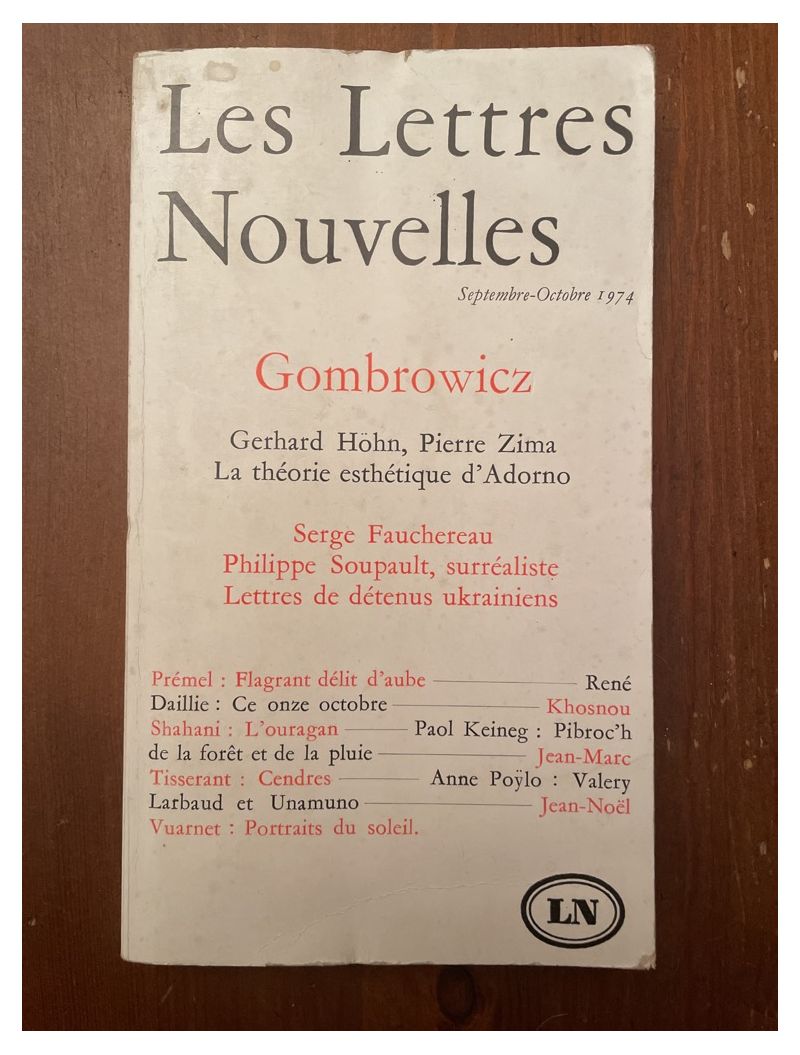 Les Lettres
Nouvelles
Septembre-Octobre 1974
Gombrowicz
Gerhard Höhn, Pierre Zima
La théorie esthétique d'Adorno
Serge Fauchereau
Philippe Soupault, surréaliste
Lettres de détenus ukrainiens
Prémel : Flagrant délit d'aube — René
Daillie : Ce onze octobre — Khosnou
Shahani : L'ouragan — Paol Keineg : Pibroc'h
de la forêt et de la pluie — Jean-Marc
Tisserant : Cendres — Anne Poÿlo : Valery
Larbaud et Unamuno — Jean-Noël
Vuarnet : Portraits du soleil.
LN